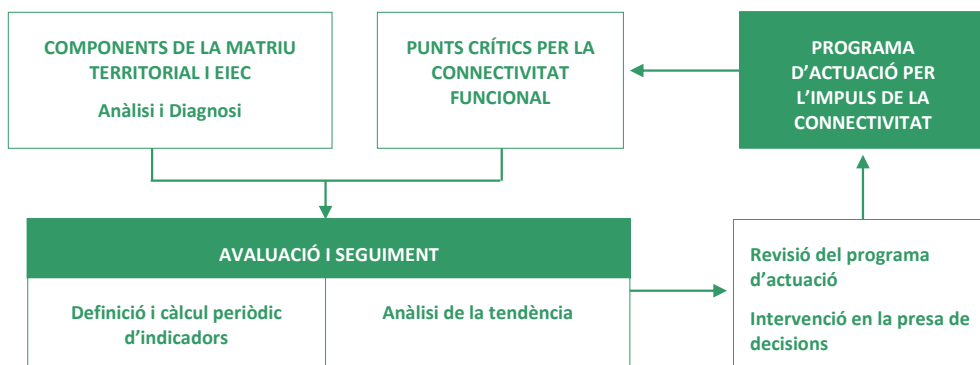 COMPONENTS DE LA MATRIU
TERRITORIAL I EIEC
Anàlisi i Diagnosi
PUNTS CRÍTICS PER LA
CONNECTIVITAT
FUNCIONAL
PROGRAMA
D’ACTUACIÓ PER
L’IMPULS DE LA
CONNECTIVITAT
AVALUACIÓ I SEGUIMENT
Definició i càlcul periòdic
d’indicadors
Anàlisi de la tendència
Revisió del programa
d’actuació
Intervenció en la presa de
decisions